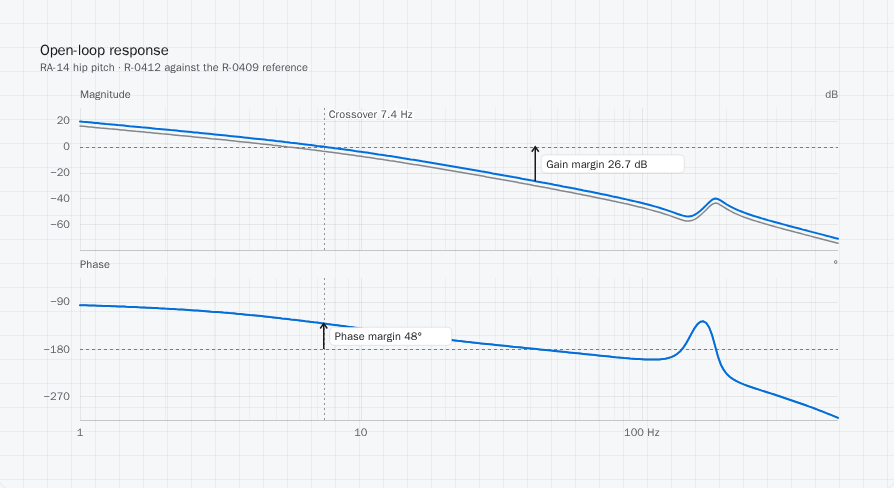 Open-loop response
RA-14 hip pitch · R-0412 against the R-0409 reference
Magnitude
dB
Crossover 7.4 Hz
20
0
−20
−40
−60
Gain margin 26.7 dB
Phase
°
−90
−180
−270
Phase margin 48°
1
10
100 Hz